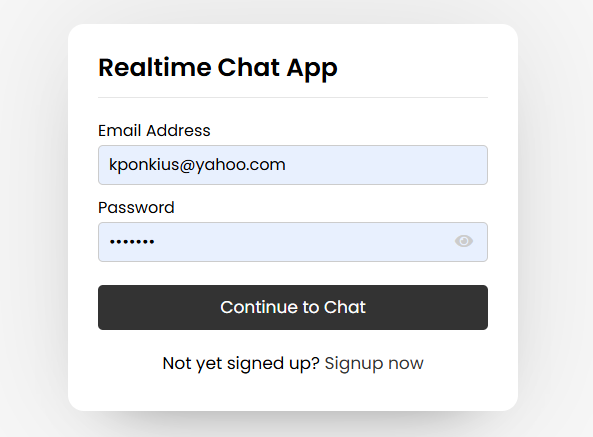 Realtime Chat App
Email Address
kponkius@yahoo.com
Password
•••••••
Continue to Chat
Not yet signed up? Signup now